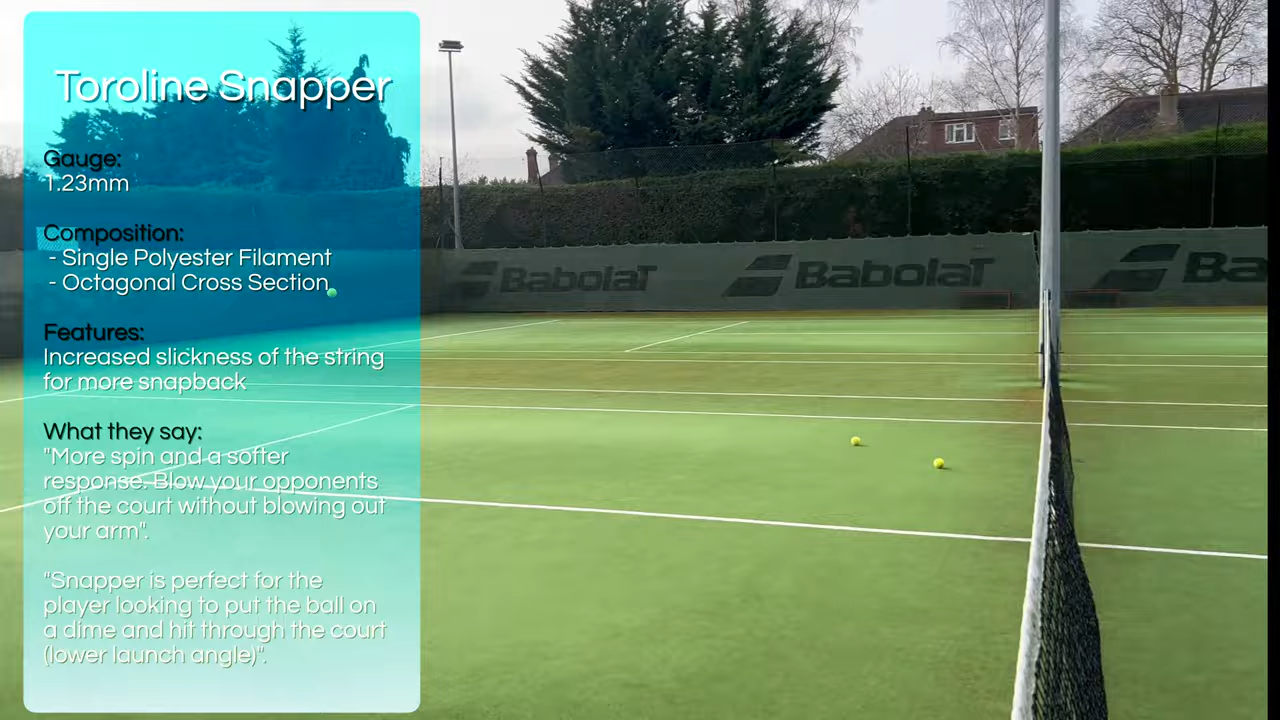 Toroline Snapper
Gauge:
1.23mm
Composition:
- Single Polyester Filament
- Octagonal Cross Section
Features:
Increased slickness of the string
for more snapback
What they say:
"More spin and a softer
response. Blow your opponents
off the court without blowing out
your arm".
"Snapper is perfect for the
player looking to put the ball on
a dime and hit through the court
(lower launch angle)".
BabolaT
BabolaT
Ba